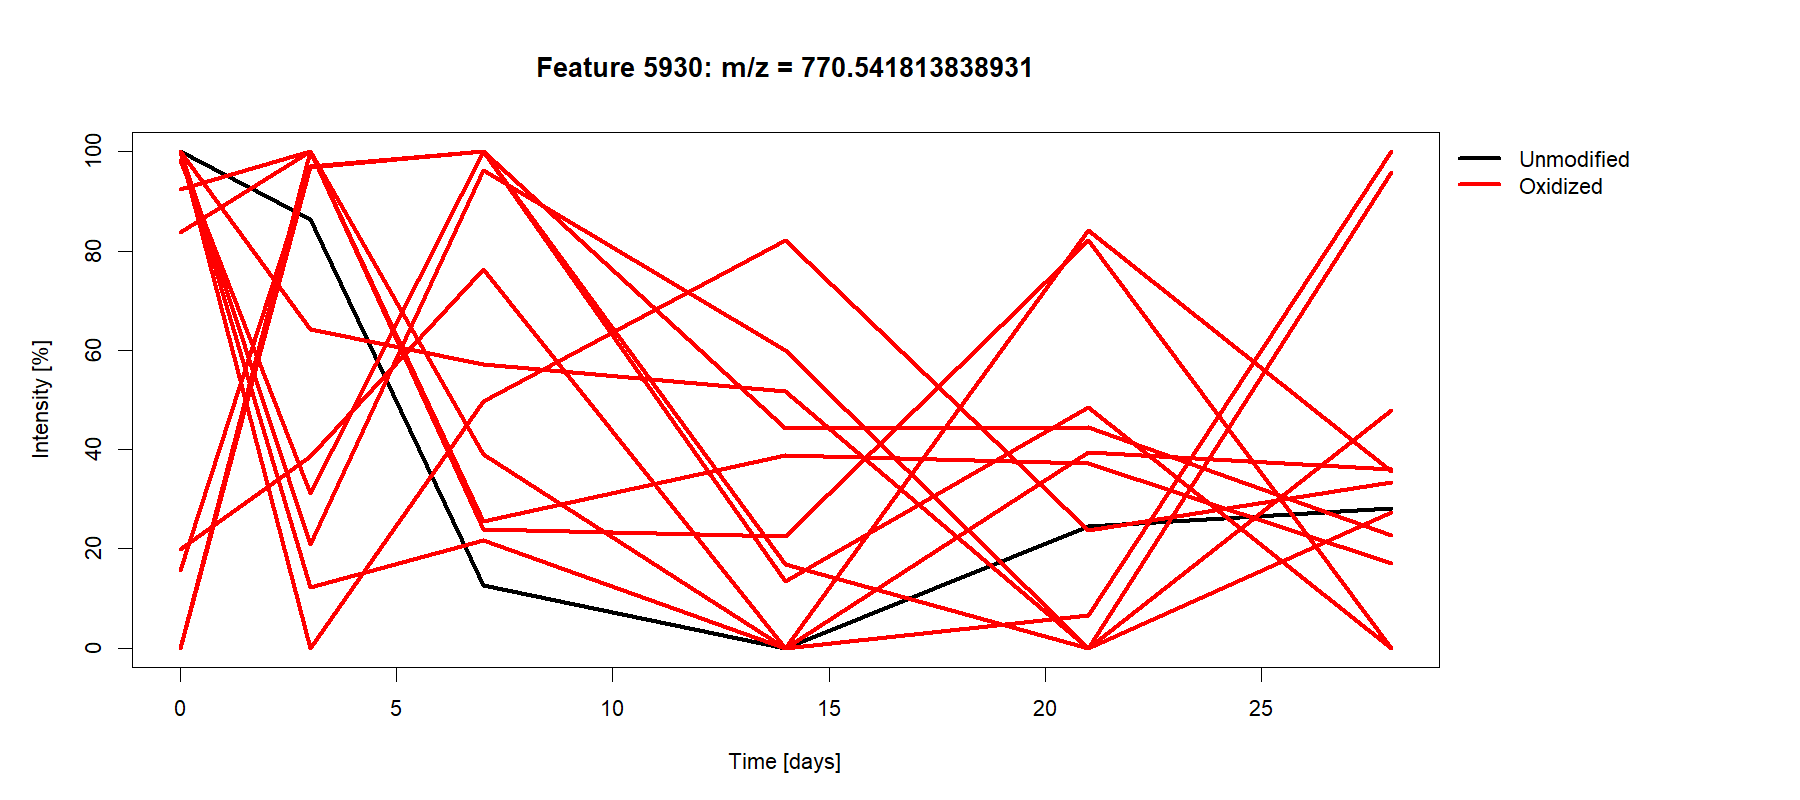 Feature 5930: m/z = 770.541813838931
Unmodified
Oxidized
Intensity [%]
100
80
60
40
20
0
0 5 10 15 20 25
Time [days]